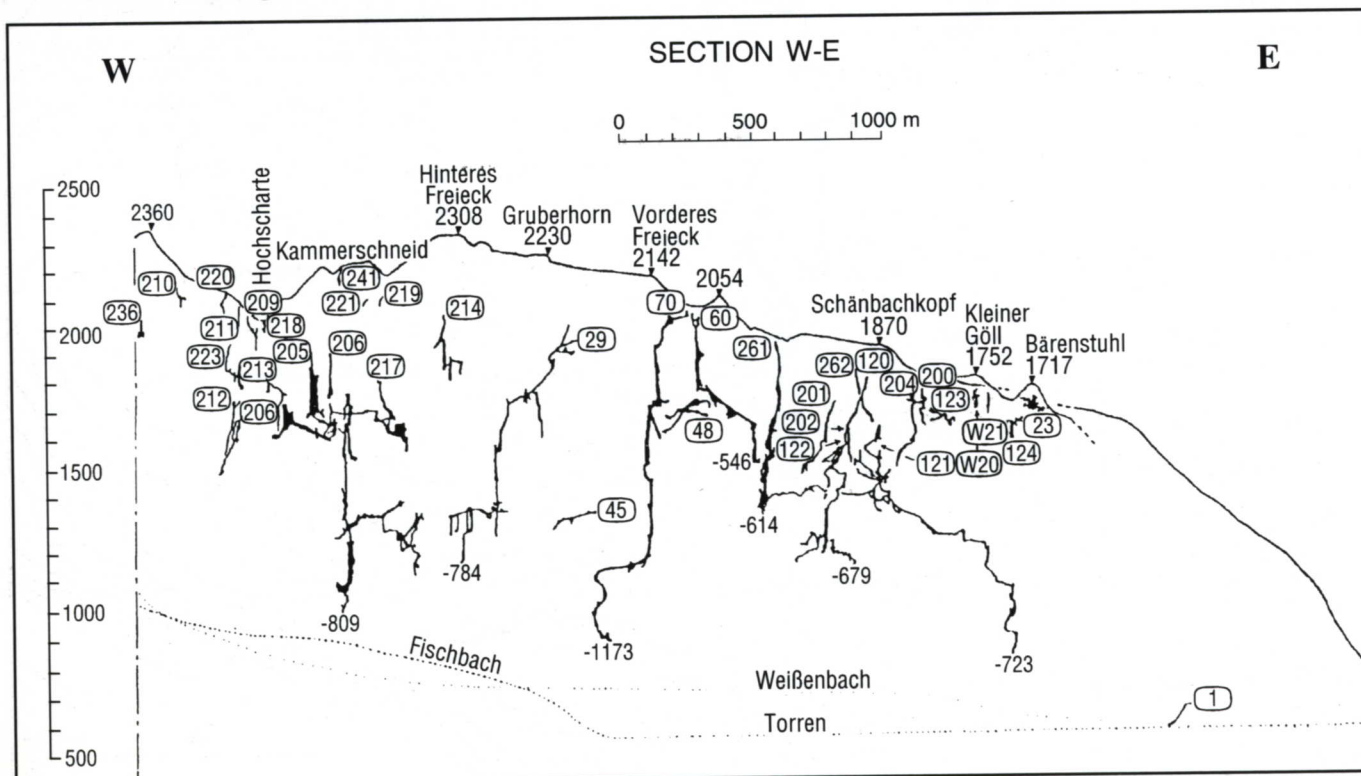 SECTION W-E
W
E
0 500 1000 m
2500
2000
1500
1000
500
2360
Hochscharte
Kammerschneid
Hinteres
Freieck
2308
Gruberhorn
2230
Vorderes
Freieck
2142
2054
Schänbachkopf
1870
Kleiner
Göll
1752
Bärenstuhl
1717
210
220
236
209
211
218
223
213
205
212
206
241
221
219
206
217
214
29
45
70
60
48
261
201
202
122
262
120
204
200
123
121
W21
W20
124
23
-546
-614
-679
-784
-809
-1173
-723
Fischbach
Weißenbach
Torren
1